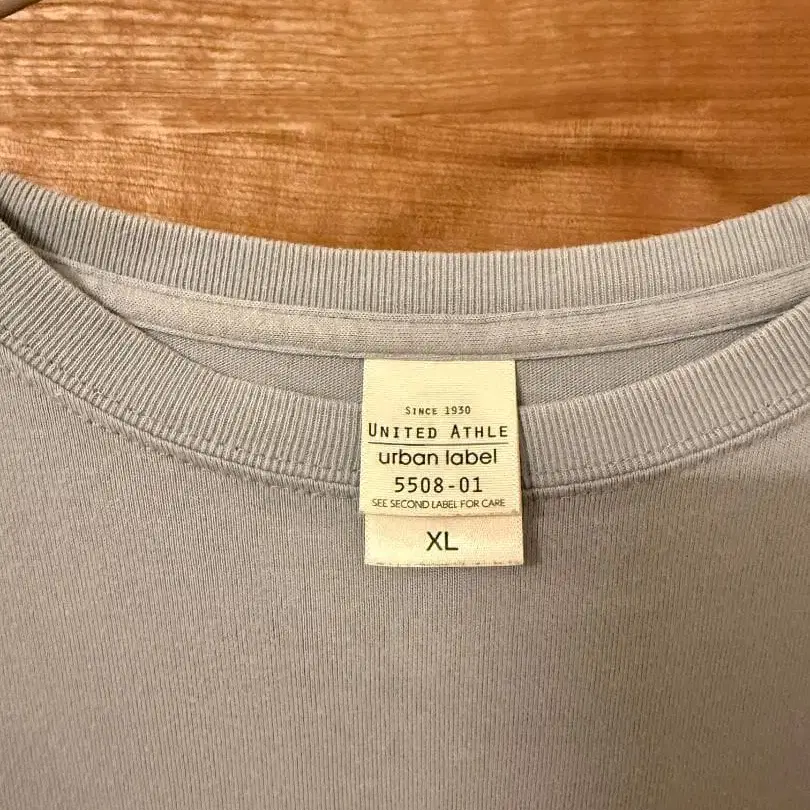 SINCE 1930
UNITED ATHLE
urban label
5508-01
SEE SECOND LABEL FOR CARE
XL